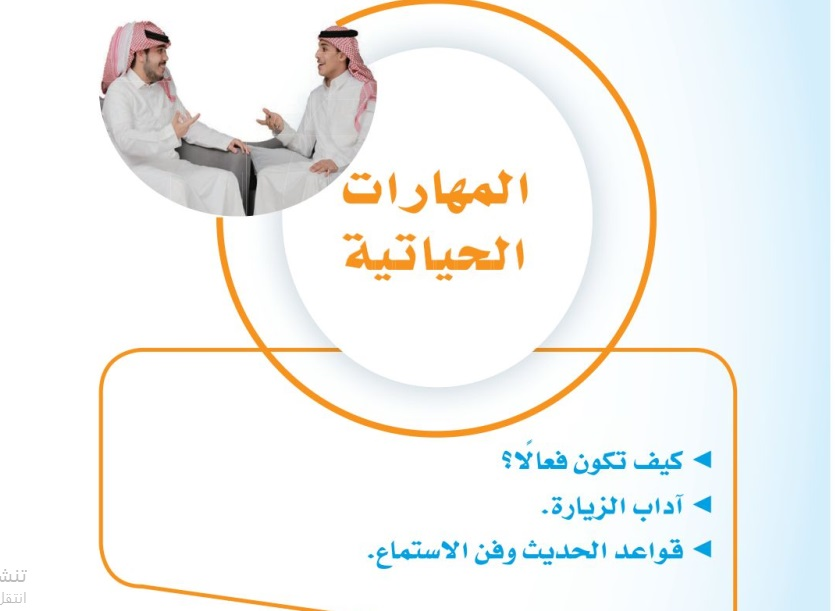 المهارات
الحياتية
كيف تكون فعالًا؟
آداب الزيارة.
قواعد الحديث وفن الاستماع.